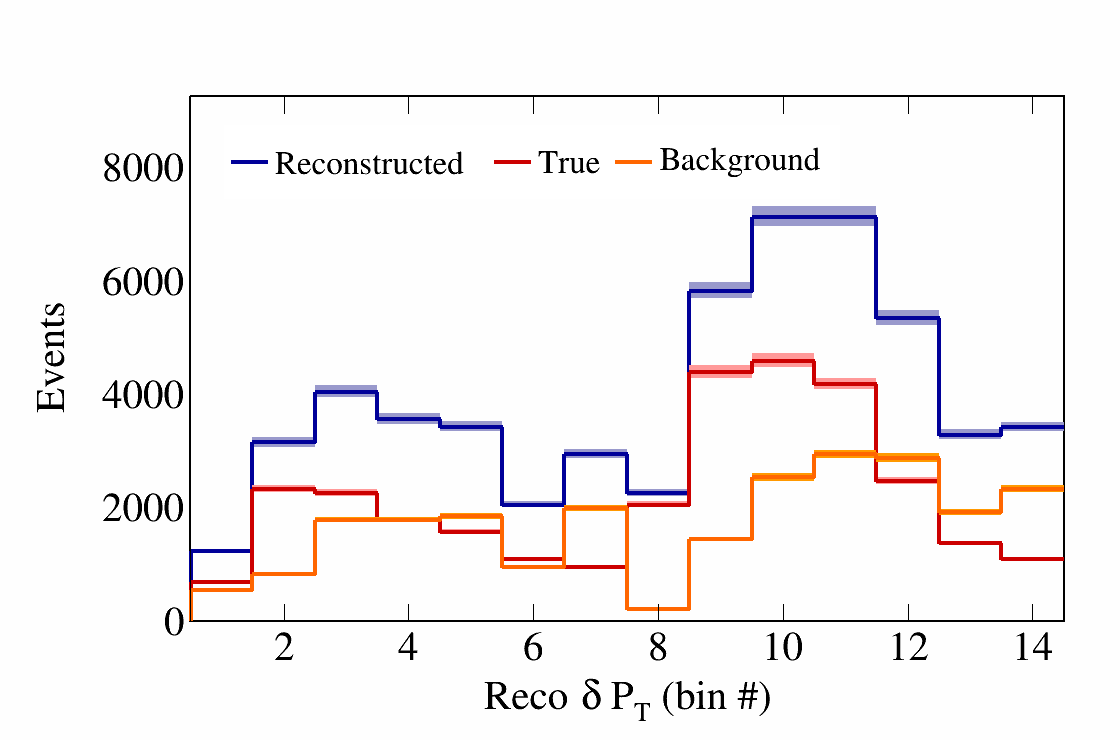 Reconstructed True Background
8000
6000
4000
2000
0
Events
2 4 6 8 10 12 14
Reco δ P_T (bin #)